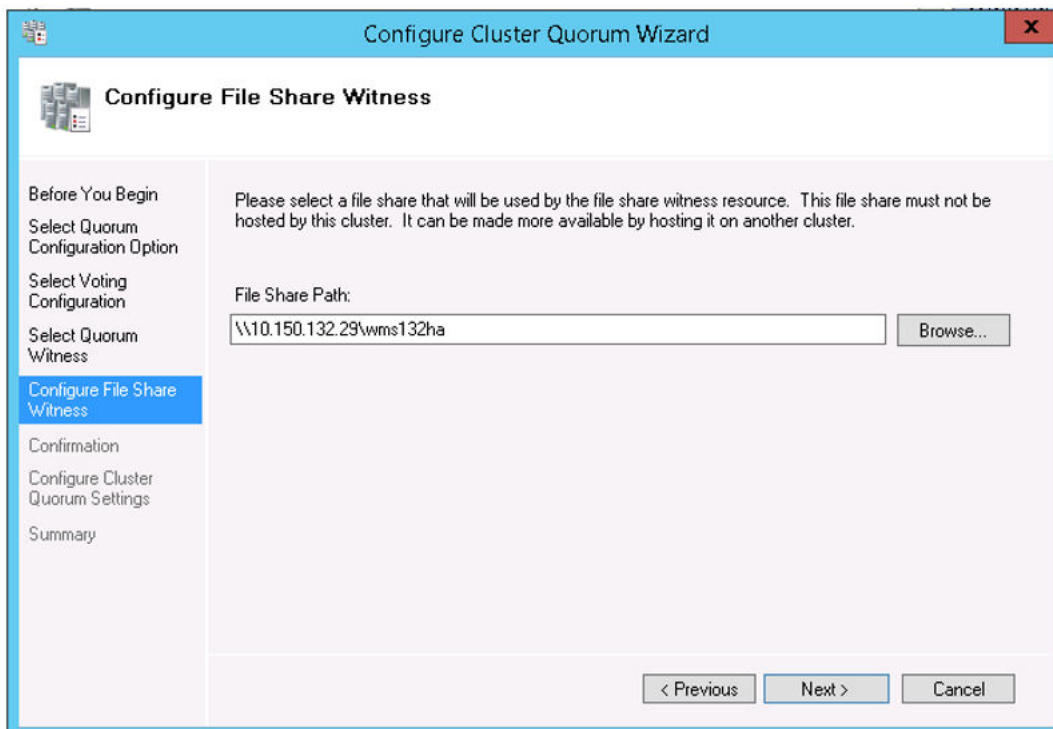 Configure Cluster Quorum Wizard
x
Configure File Share Witness
Before You Begin
Select Quorum
Configuration Option
Select Voting
Configuration
Select Quorum
Witness
Configure File Share
Witness
Confirmation
Configure Cluster
Quorum Settings
Summary
Please select a file share that will be used by the file share witness resource.  This file share must not be
hosted by this cluster.  It can be made more available by hosting it on another cluster.
File Share Path:
\\10.150.132.29\wms132ha
Browse...
< Previous
Next >
Cancel